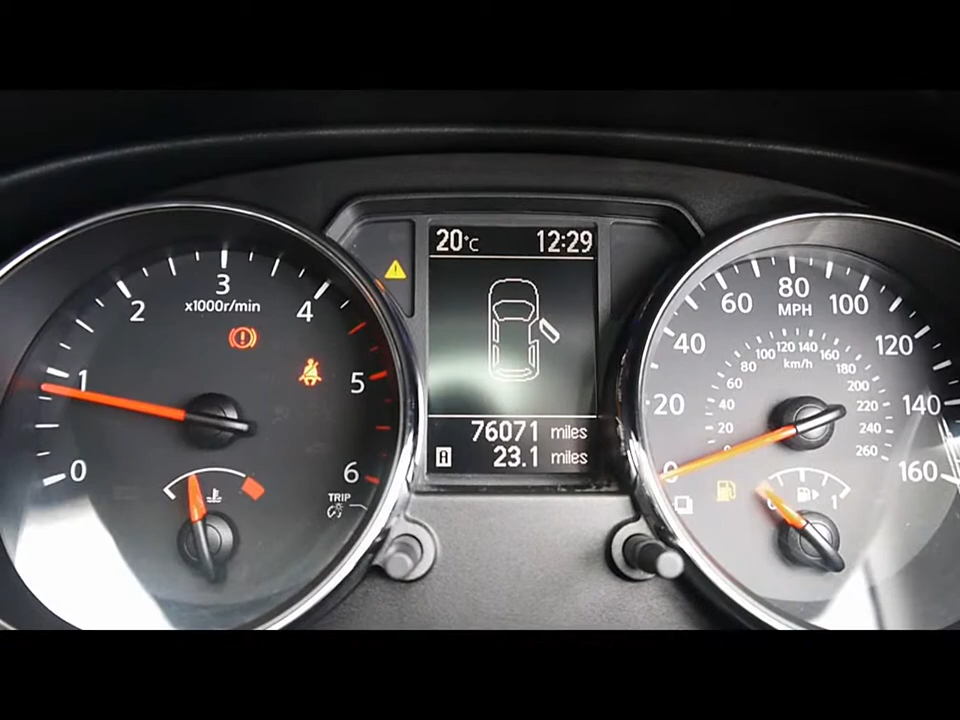 20°C 12:29
76071 miles
A 23.1 miles
0 1 2 3 4 5 6
x1000r/min
TRIP
0 20 40 60 80 100 120 140 160
MPH
20 40 60 80 100 120 140 160 180 200 220 240 260
km/h
0 1